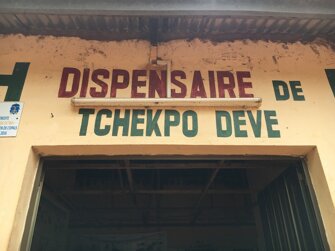 DISPENSAIRE DE
TCHEKPO DEVE